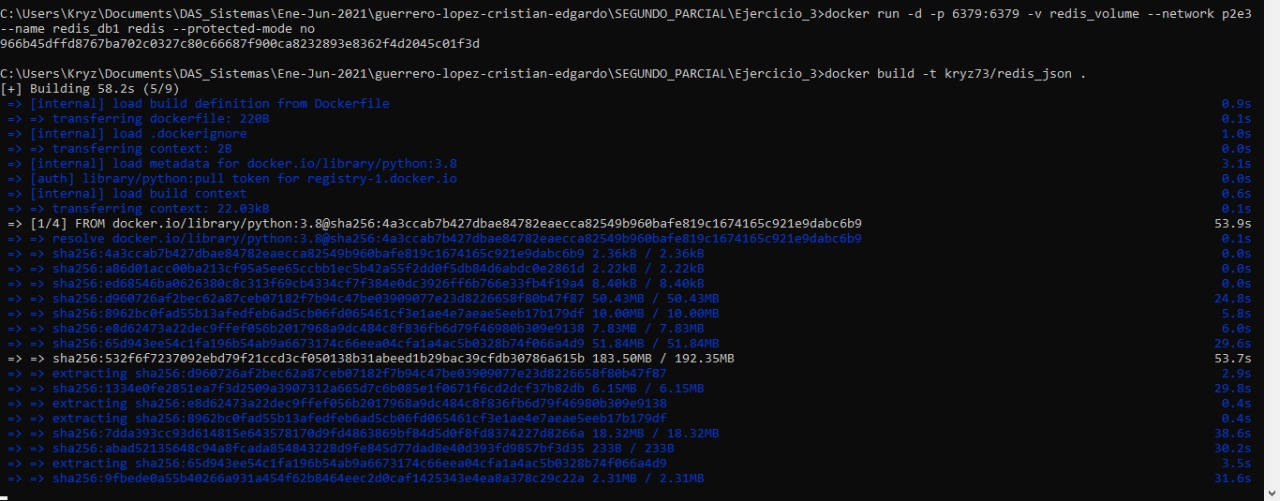 C:\Users\Kryz\Documents\DAS_Sistemas\Ene-Jun-2021\guerrero-lopez-cristian-edgardo\SEGUNDO_PARCIAL\Ejercicio_3>docker run -d -p 6379:6379 -v redis_volume --network p2e3
--name redis_db1 redis --protected-mode no
966b45dffd8767ba702c0327c80c66687f900ca8232893e8362f4d2045c01f3d
C:\Users\Kryz\Documents\DAS_Sistemas\Ene-Jun-2021\guerrero-lopez-cristian-edgardo\SEGUNDO_PARCIAL\Ejercicio_3>docker build -t kryz73/redis_json .
[+] Building 58.2s (5/9)
=> [internal] load build definition from Dockerfile 0.9s
=> => transferring dockerfile: 220B 0.1s
=> [internal] load .dockerignore 1.0s
=> => transferring context: 2B 0.0s
=> [internal] load metadata for docker.io/library/python:3.8 3.1s
=> [auth] library/python:pull token for registry-1.docker.io 0.0s
=> [internal] load build context 0.6s
=> => transferring context: 22.03kB 0.1s
=> [1/4] FROM docker.io/library/python:3.8@sha256:4a3ccab7b427dbae84782eaecca82549b960bafe819c1674165c921e9dabc6b9 53.9s
=> => resolve docker.io/library/python:3.8@sha256:4a3ccab7b427dbae84782eaecca82549b960bafe819c1674165c921e9dabc6b9 0.1s
=> => sha256:4a3ccab7b427dbae84782eaecca82549b960bafe819c1674165c921e9dabc6b9 2.36kB / 2.36kB 0.0s
=> => sha256:a86d01acc00ba213cf95a5ee65ccbb1ec5b42a55f2dd0f5db84d6abdc0e2861d 2.22kB / 2.22kB 0.0s
=> => sha256:ed68546ba0626380c8c313f69cb4334cf7f384e0dc3926ff6b766e33fb4f19a4 8.40kB / 8.40kB 0.0s
=> => sha256:d960726af2bec62a87ceb07182f7b94c47be03909077e23d8226658f80b47f87 50.43MB / 50.43MB 24.8s
=> => sha256:8962bc0fad55b13afedfeb6ad5cb06fd065461cf3e1ae4e7aeae5eeb17b179df 10.00MB / 10.00MB 5.8s
=> => sha256:e8d62473a22dec9ffef056b2017968a9dc484c8f836fb6d79f46980b309e9138 7.83MB / 7.83MB 6.0s
=> => sha256:65d943ee54c1fa196b54ab9a6673174c66eea04cfa1a4ac5b0328b74f066a4d9 51.84MB / 51.84MB 29.6s
=> => sha256:532f6f7237092ebd79f21ccd3cf050138b31abeed1b29bac39cfdb30786a615b 183.50MB / 192.35MB 53.7s
=> => extracting sha256:d960726af2bec62a87ceb07182f7b94c47be03909077e23d8226658f80b47f87 2.9s
=> => sha256:1334e0fe2851ea7f3d2509a3907312a665d7c6b085e1f0671f6cd2dcf37b82db 6.15MB / 6.15MB 29.8s
=> => extracting sha256:e8d62473a22dec9ffef056b2017968a9dc484c8f836fb6d79f46980b309e9138 0.4s
=> => extracting sha256:8962bc0fad55b13afedfeb6ad5cb06fd065461cf3e1ae4e7aeae5eeb17b179df 0.4s
=> => sha256:7dda393cc93d614815e643578170d9fd4863869bf84d5d0f8fd8374227d8266a 18.32MB / 18.32MB 38.6s
=> => sha256:abad52135648c94a8fcada854843228d9fe845d77dad8e40d393fd9857bf3d35 233B / 233B 30.2s
=> => extracting sha256:65d943ee54c1fa196b54ab9a6673174c66eea04cfa1a4ac5b0328b74f066a4d9 3.5s
=> => sha256:9fbede0a55b40266a931a454f62b8464eec2d0caf1425343e4ea8a378c29c22a 2.31MB / 2.31MB 31.6s